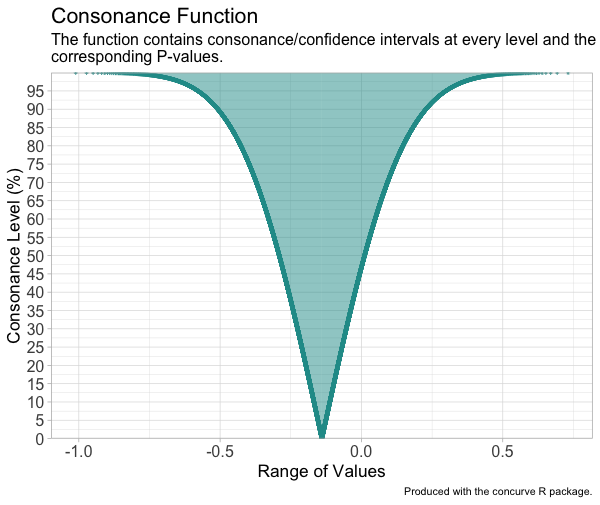 Consonance Function
The function contains consonance/confidence intervals at every level and the
corresponding P-values.
95
90
85
80
75
70
65
60
55
50
45
40
35
30
25
20
15
10
5
0
Consonance Level (%)
-1.0 -0.5 0.0 0.5
Range of Values
Produced with the concurve R package.